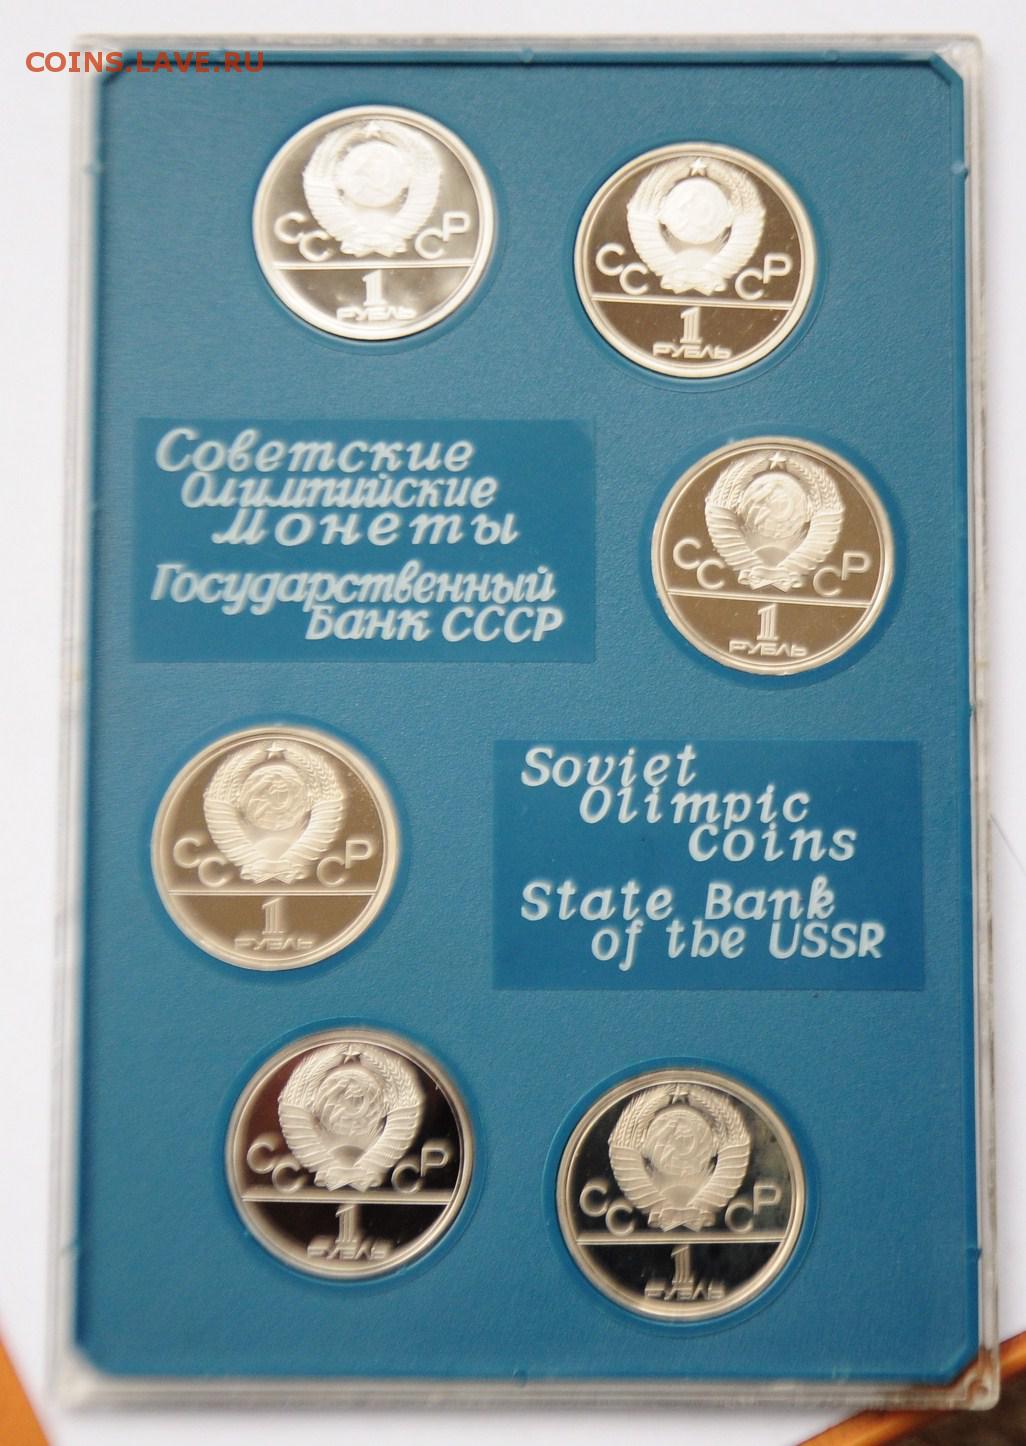 COINS.LAVE.RU
СССР
1
РУБЛЬ
СССР
1
РУБЛЬ
Советские
Олимпийские
Монеты
Государственный
Банк СССР
СССР
1
РУБЛЬ
СССР
1
РУБЛЬ
Soviet
Olimpic
Coins
State Bank
of the USSR
СССР
1
РУБЛЬ
СССР
1
РУБЛЬ